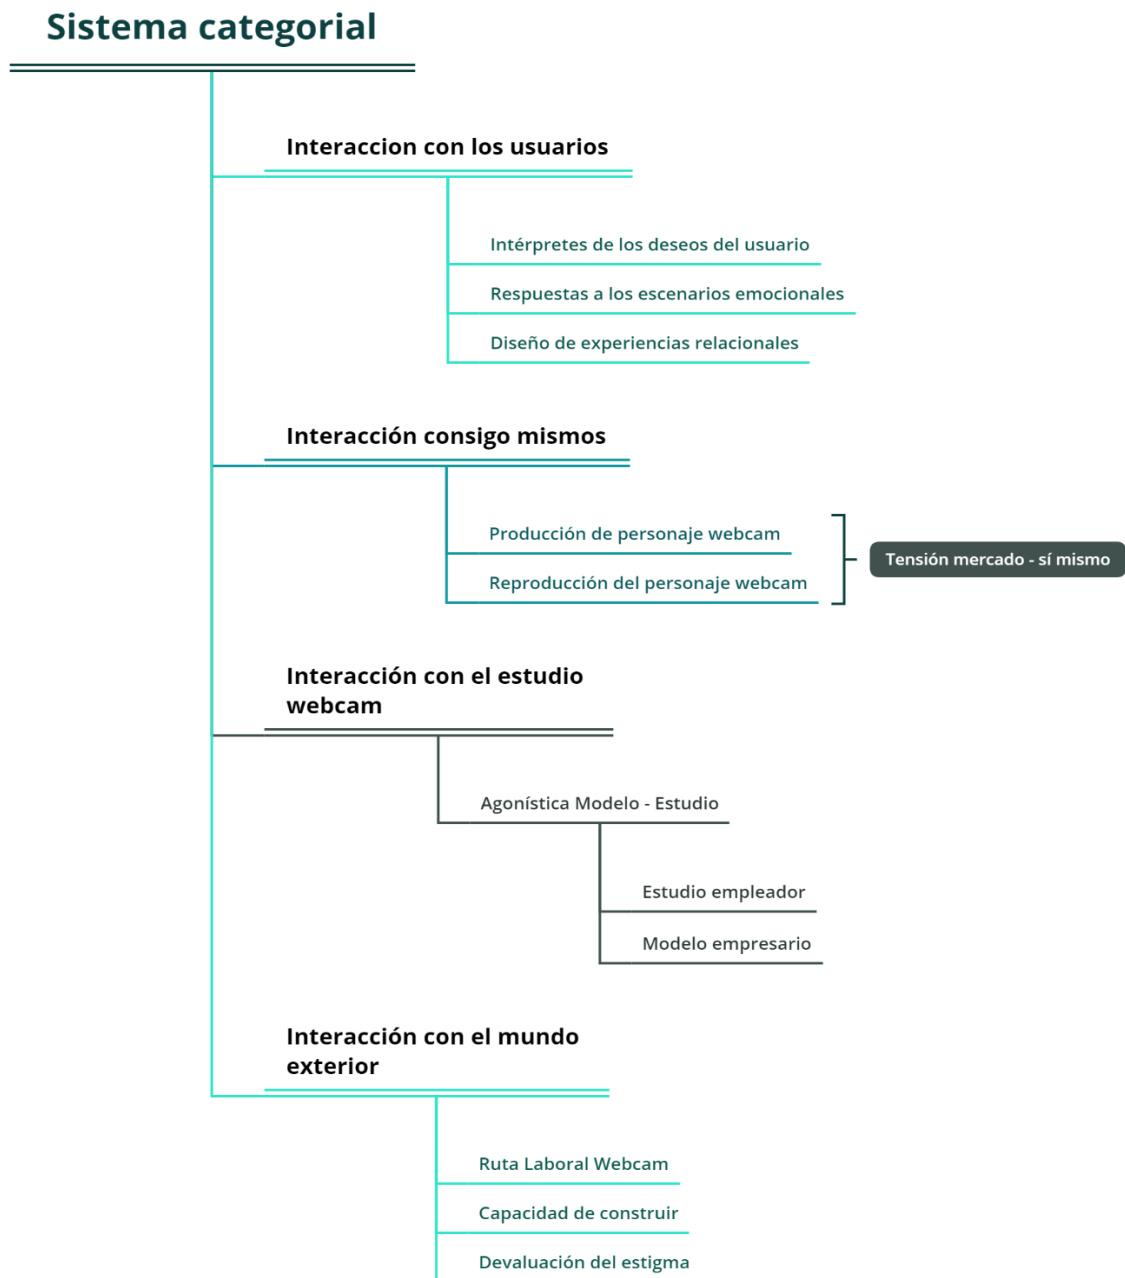 Sistema categorial
Interaccion con los usuarios
Intérpretes de los deseos del usuario
Respuestas a los escenarios emocionales
Diseño de experiencias relacionales
Interacción consigo mismos
Producción de personaje webcam
Reproducción del personaje webcam
Tensión mercado - sí mismo
Interacción con el estudio
webcam
Agonística Modelo - Estudio
Estudio empleador
Modelo empresario
Interacción con el mundo
exterior
Ruta Laboral Webcam
Capacidad de construir
Devaluación del estigma